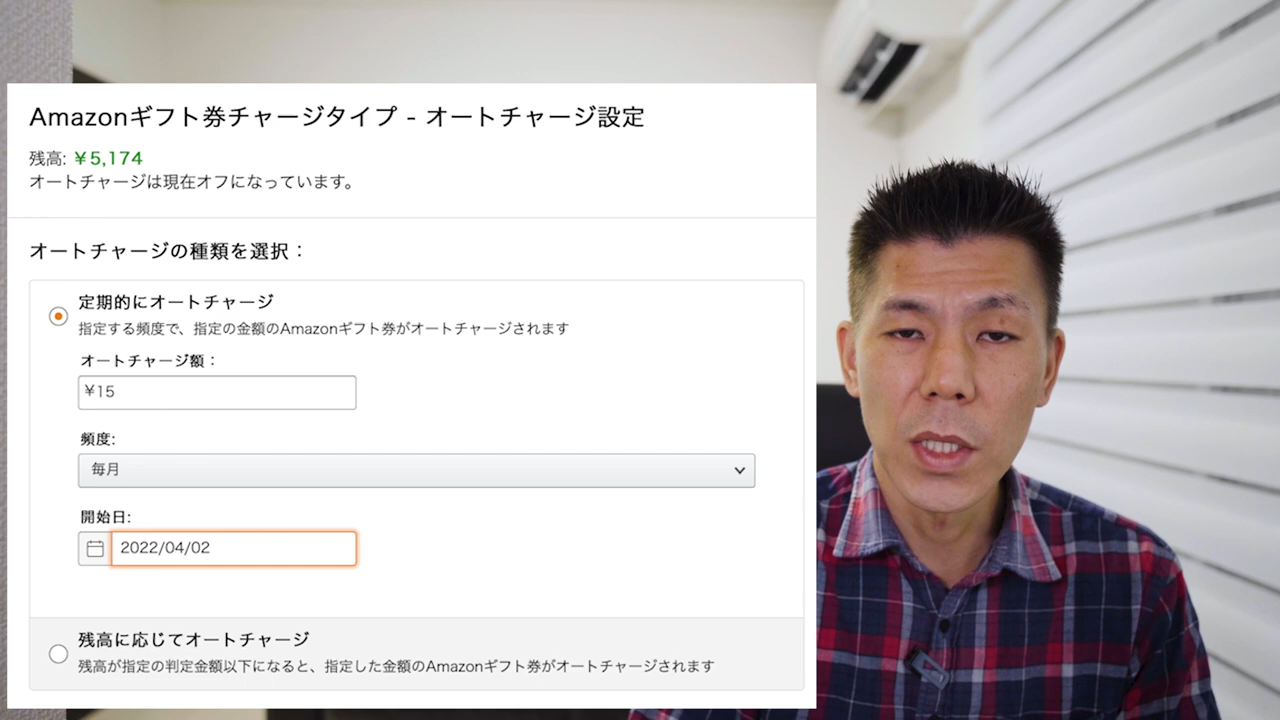 Amazonギフト券チャージタイプ - オートチャージ設定
残高: ￥5,174
オートチャージは現在オフになっています。
オートチャージの種類を選択：
定期的にオートチャージ
指定する頻度で、指定の金額のAmazonギフト券がオートチャージされます
オートチャージ額：
￥15
頻度:
毎月
開始日:
2022/04/02
残高に応じてオートチャージ
残高が指定の判定金額以下になると、指定した金額のAmazonギフト券がオートチャージされます